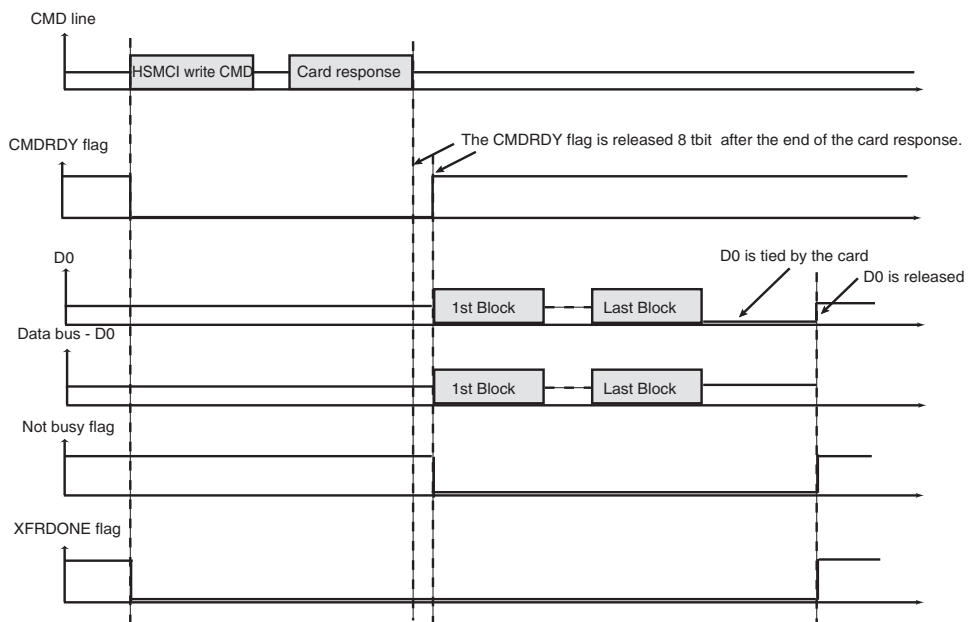 CMD line
HSMCI write CMD
Card response
CMDRDY flag
The CMDRDY flag is released 8 tbit after the end of the card response.
D0
1st Block
Last Block
D0 is tied by the card
D0 is released
Data bus - D0
1st Block
Last Block
Not busy flag
XFRDONE flag